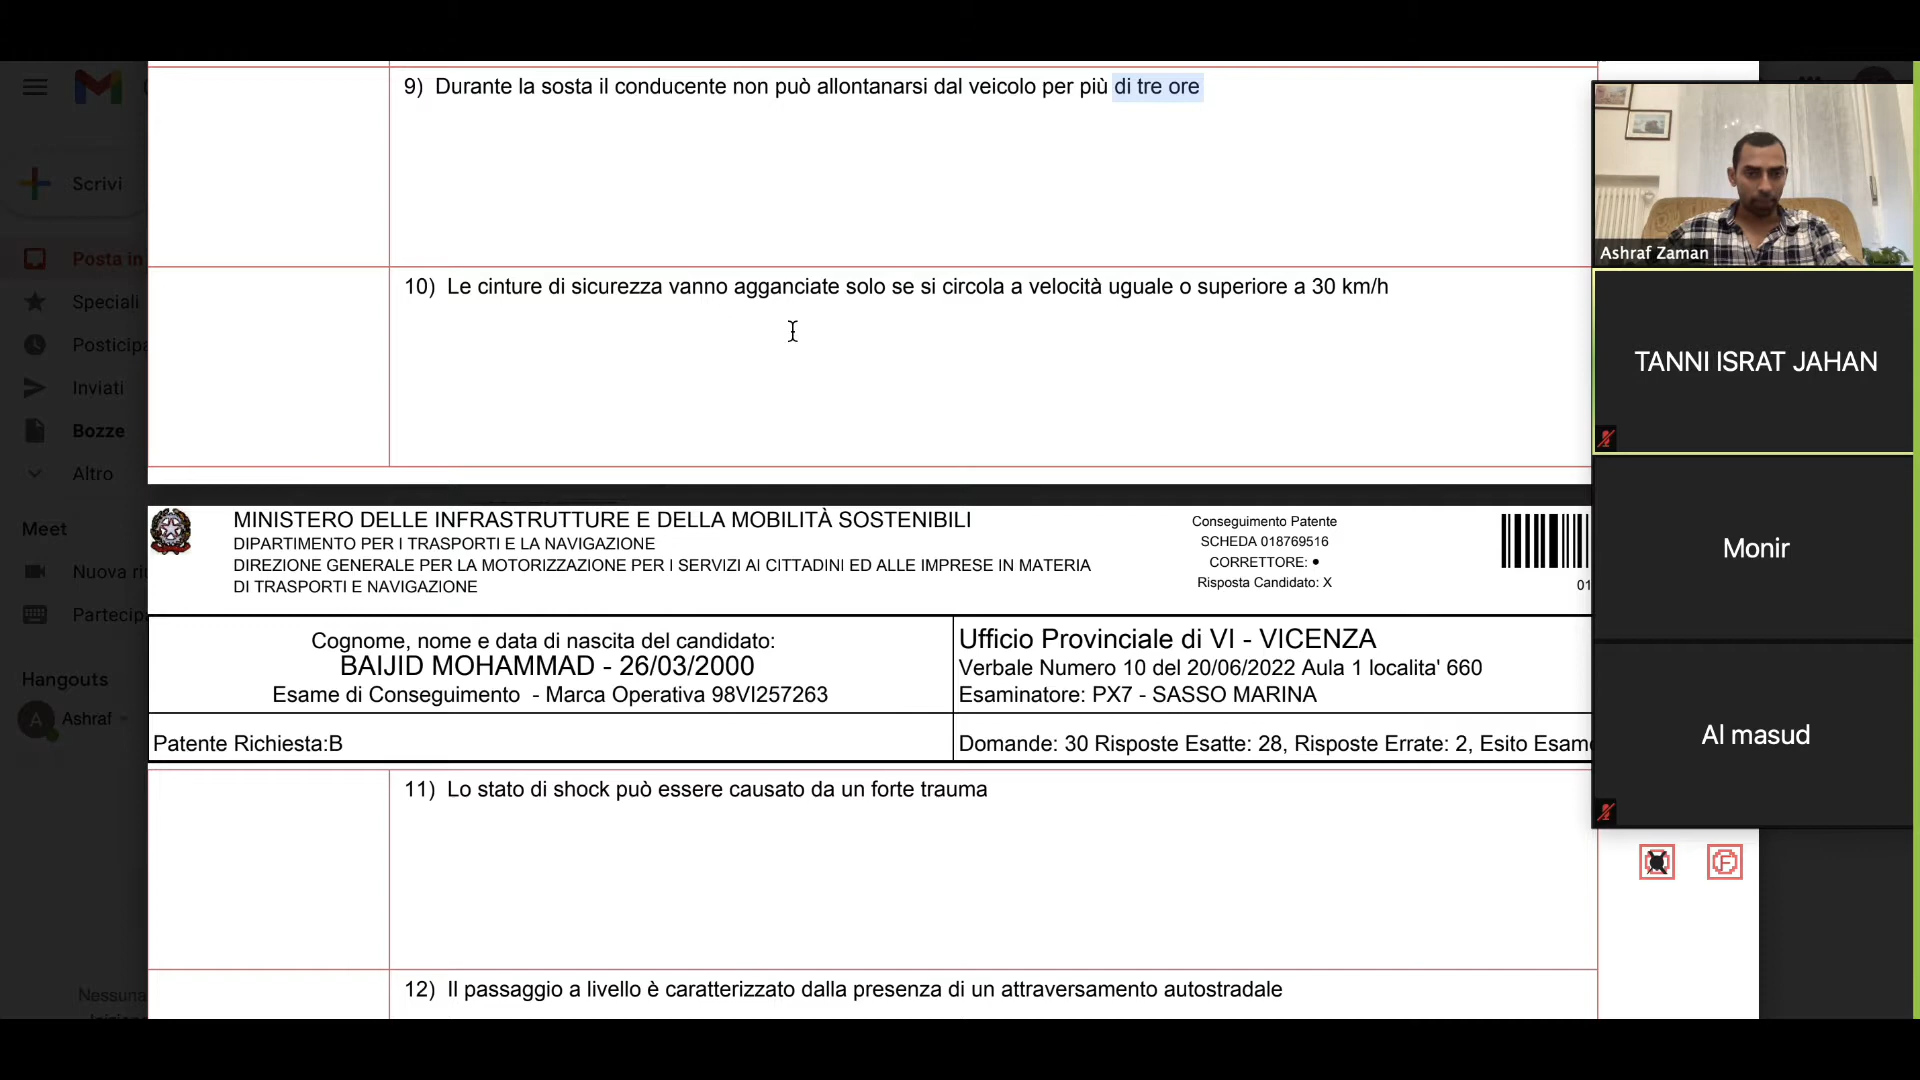 9) Durante la sosta il conducente non può allontanarsi dal veicolo per più di tre ore
10) Le cinture di sicurezza vanno agganciate solo se si circola a velocità uguale o superiore a 30 km/h
MINISTERO DELLE INFRASTRUTTURE E DELLA MOBILITÀ SOSTENIBILI
DIPARTIMENTO PER I TRASPORTI E LA NAVIGAZIONE
DIREZIONE GENERALE PER LA MOTORIZZAZIONE PER I SERVIZI AI CITTADINI ED ALLE IMPRESE IN MATERIA
DI TRASPORTI E NAVIGAZIONE
Conseguimento Patente
SCHEDA 018769516
CORRETTORE: ●
Risposta Candidato: X
01
Cognome, nome e data di nascita del candidato:
BAIJID MOHAMMAD - 26/03/2000
Esame di Conseguimento - Marca Operativa 98VI257263
Ufficio Provinciale di VI - VICENZA
Verbale Numero 10 del 20/06/2022 Aula 1 localita' 660
Esaminatore: PX7 - SASSO MARINA
Patente Richiesta:B
Domande: 30 Risposte Esatte: 28, Risposte Errate: 2, Esito Esame
11) Lo stato di shock può essere causato da un forte trauma
F
12) Il passaggio a livello è caratterizzato dalla presenza di un attraversamento autostradale
Scrivi
Posta in
Speciali
Posticipa
Inviati
Bozze
Altro
Meet
Nuova ri
Partecipa
Hangouts
A Ashraf
Nessuna
Ashraf Zaman
TANNI ISRAT JAHAN
Monir
Al masud